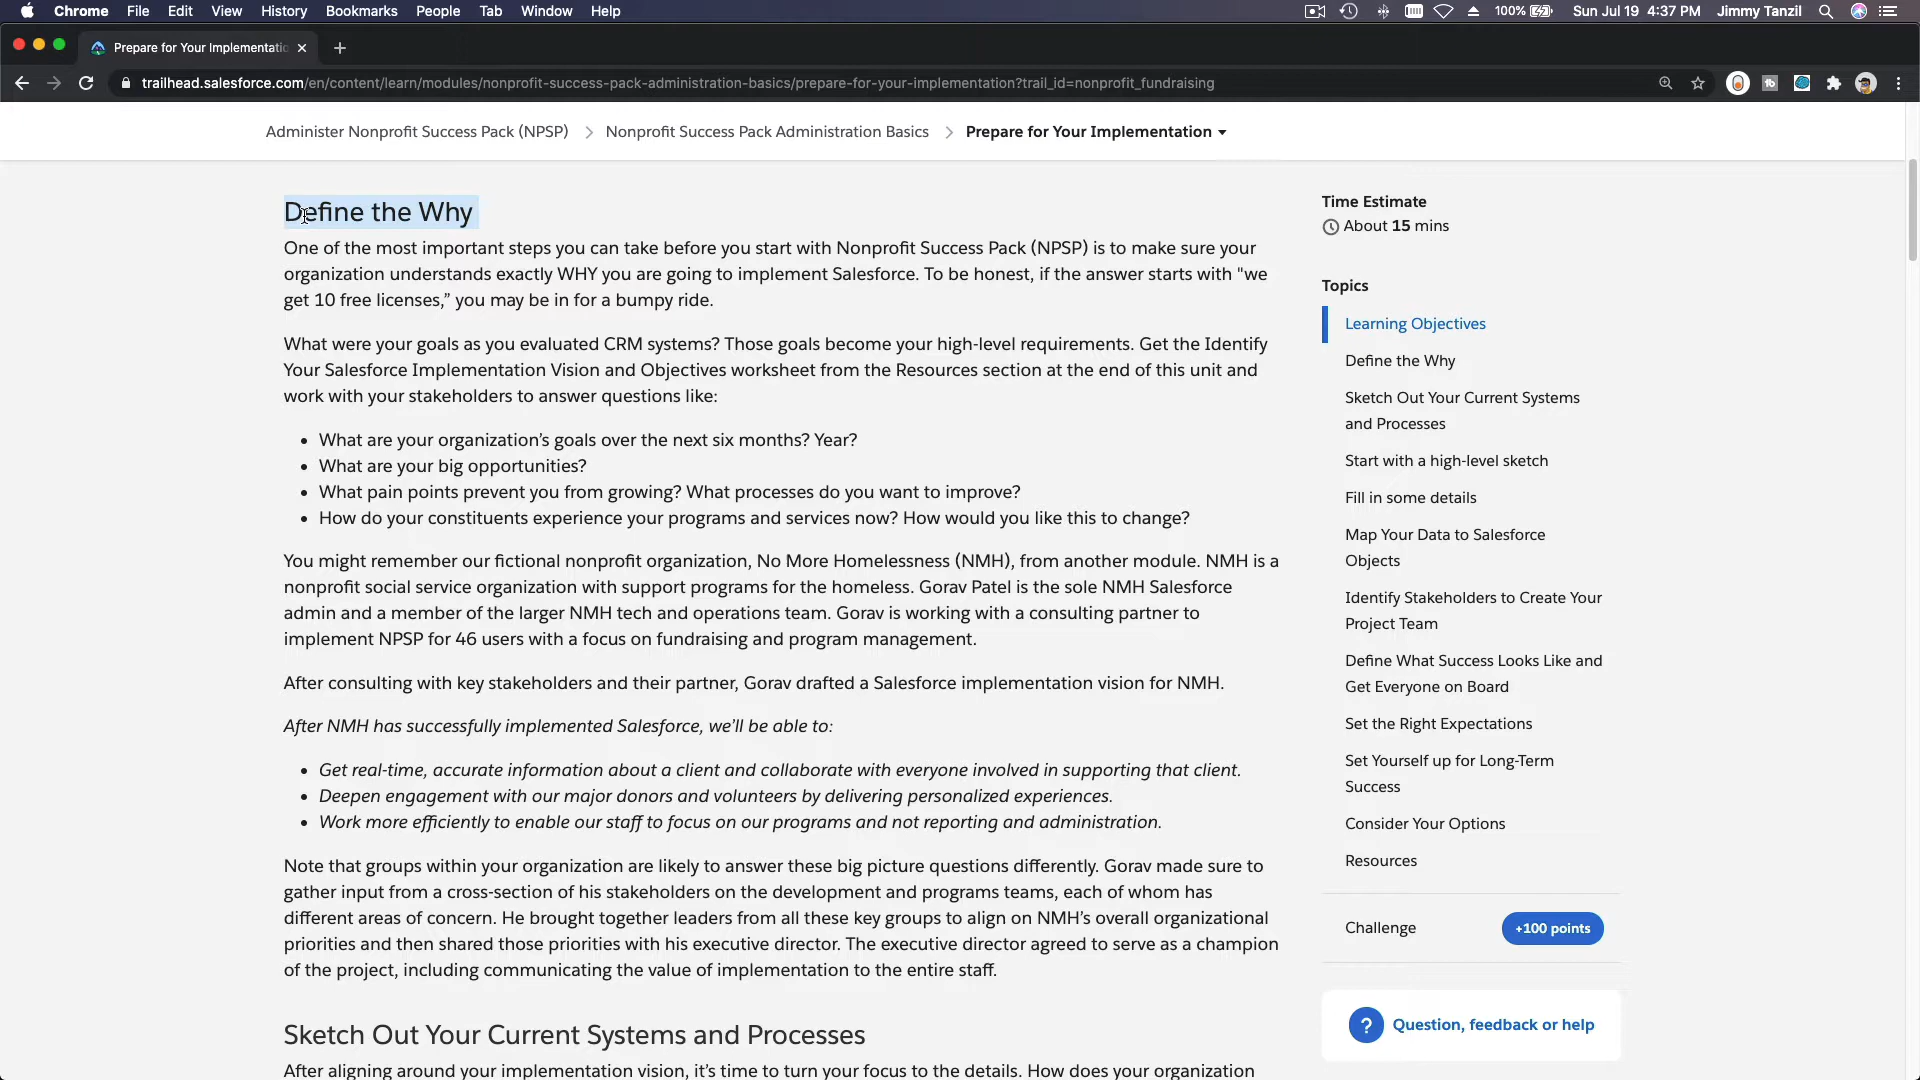 Chrome File Edit View History Bookmarks People Tab Window Help 100% Sun Jul 19 4:37 PM Jimmy Tanzil
Prepare for Your Implementatio
trailhead.salesforce.com/en/content/learn/modules/nonprofit-success-pack-administration-basics/prepare-for-your-implementation?trail_id=nonprofit_fundraising
Administer Nonprofit Success Pack (NPSP) > Nonprofit Success Pack Administration Basics > Prepare for Your Implementation
Define the Why
One of the most important steps you can take before you start with Nonprofit Success Pack (NPSP) is to make sure your
organization understands exactly WHY you are going to implement Salesforce. To be honest, if the answer starts with "we
get 10 free licenses,” you may be in for a bumpy ride.
What were your goals as you evaluated CRM systems? Those goals become your high-level requirements. Get the Identify
Your Salesforce Implementation Vision and Objectives worksheet from the Resources section at the end of this unit and
work with your stakeholders to answer questions like:
• What are your organization’s goals over the next six months? Year?
• What are your big opportunities?
• What pain points prevent you from growing? What processes do you want to improve?
• How do your constituents experience your programs and services now? How would you like this to change?
You might remember our fictional nonprofit organization, No More Homelessness (NMH), from another module. NMH is a
nonprofit social service organization with support programs for the homeless. Gorav Patel is the sole NMH Salesforce
admin and a member of the larger NMH tech and operations team. Gorav is working with a consulting partner to
implement NPSP for 46 users with a focus on fundraising and program management.
After consulting with key stakeholders and their partner, Gorav drafted a Salesforce implementation vision for NMH.
After NMH has successfully implemented Salesforce, we’ll be able to:
• Get real-time, accurate information about a client and collaborate with everyone involved in supporting that client.
• Deepen engagement with our major donors and volunteers by delivering personalized experiences.
• Work more efficiently to enable our staff to focus on our programs and not reporting and administration.
Note that groups within your organization are likely to answer these big picture questions differently. Gorav made sure to
gather input from a cross-section of his stakeholders on the development and programs teams, each of whom has
different areas of concern. He brought together leaders from all these key groups to align on NMH’s overall organizational
priorities and then shared those priorities with his executive director. The executive director agreed to serve as a champion
of the project, including communicating the value of implementation to the entire staff.
Sketch Out Your Current Systems and Processes
After aligning around your implementation vision, it’s time to turn your focus to the details. How does your organization
Time Estimate
About 15 mins
Topics
Learning Objectives
Define the Why
Sketch Out Your Current Systems
and Processes
Start with a high-level sketch
Fill in some details
Map Your Data to Salesforce
Objects
Identify Stakeholders to Create Your
Project Team
Define What Success Looks Like and
Get Everyone on Board
Set the Right Expectations
Set Yourself up for Long-Term
Success
Consider Your Options
Resources
Challenge +100 points
? Question, feedback or help